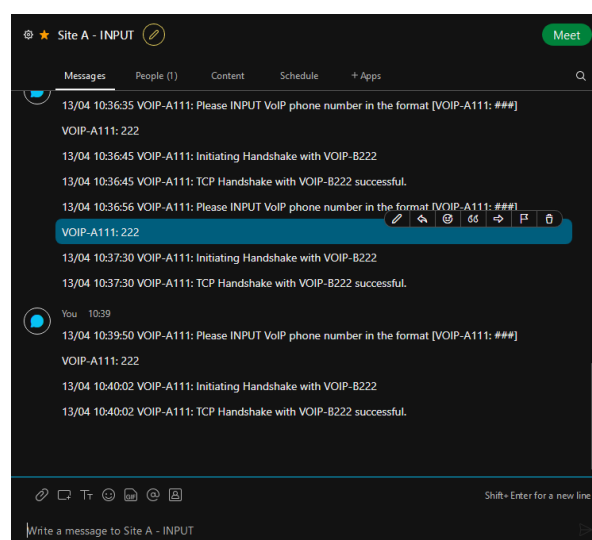 Site A - INPUT
Meet
Messages People (1) Content Schedule + Apps
13/04 10:36:35 VOIP-A111: Please INPUT VoIP phone number in the format [VOIP-A111: ###]
VOIP-A111: 222
13/04 10:36:45 VOIP-A111: Initiating Handshake with VOIP-B222
13/04 10:36:45 VOIP-A111: TCP Handshake with VOIP-B222 successful.
13/04 10:36:56 VOIP-A111: Please INPUT VoIP phone number in the format [VOIP-A111: ###]
VOIP-A111: 222
13/04 10:37:30 VOIP-A111: Initiating Handshake with VOIP-B222
13/04 10:37:30 VOIP-A111: TCP Handshake with VOIP-B222 successful.
You 10:39
13/04 10:39:50 VOIP-A111: Please INPUT VoIP phone number in the format [VOIP-A111: ###]
VOIP-A111: 222
13/04 10:40:02 VOIP-A111: Initiating Handshake with VOIP-B222
13/04 10:40:02 VOIP-A111: TCP Handshake with VOIP-B222 successful.
Shift+ Enter for a new line
Write a message to Site A - INPUT